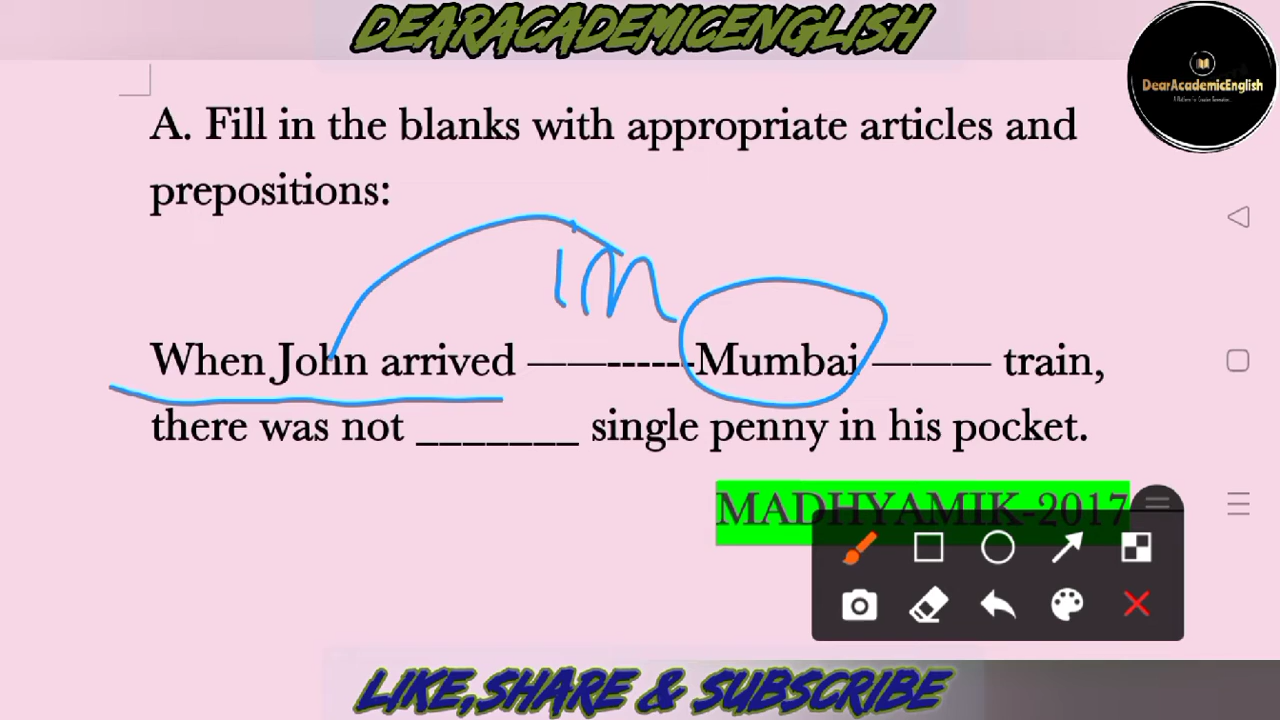 DEARACADEMICENGLISH
DearAcademicEnglish
A. Fill in the blanks with appropriate articles and
prepositions:
in
When John arrived ———------Mumbai ——— train,
there was not _______ single penny in his pocket.
MADHYAMIK-2017
LIKE,SHARE & SUBSCRIBE